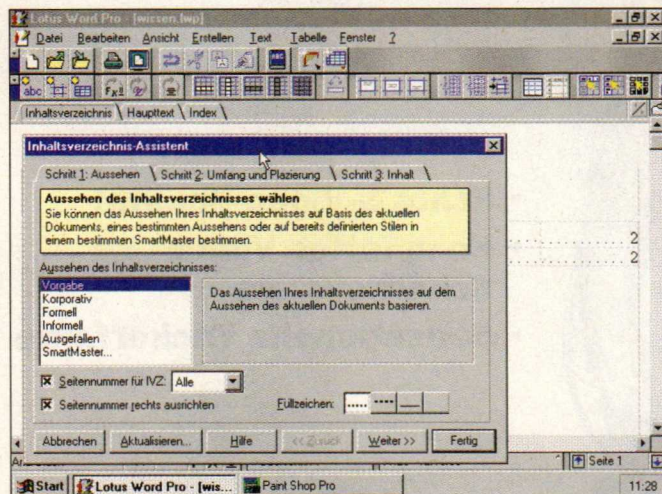 Lotus Word Pro - [wissen.lwp]
Datei Bearbeiten Ansicht Erstellen Text Tabelle Fenster ?
abc
Inhaltsverzeichnis \ Haupttext \ Index \
Inhaltsverzeichnis-Assistent
Schritt 1: Aussehen \ Schritt 2: Umfang und Plazierung \ Schritt 3: Inhalt \
Aussehen des Inhaltsverzeichnisses wählen
Sie können das Aussehen Ihres Inhaltsverzeichnisses auf Basis des aktuellen
Dokuments, eines bestimmten Aussehens oder auf bereits definierten Stilen in
einem bestimmten SmartMaster bestimmen.
2
2
Aussehen des Inhaltsverzeichnisses:
Vorgabe
Korporativ
Formell
Informell
Ausgefallen
SmartMaster...
Das Aussehen Ihres Inhaltsverzeichnisses auf dem
Aussehen des aktuellen Dokuments basieren.
Seitennummer für IVZ: Alle
Seitennummer rechts ausrichten
Füllzeichen:
Abbrechen Aktualisieren... Hilfe << Zurück Weiter >> Fertig
Seite 1
Start Lotus Word Pro - [wis... Paint Shop Pro 11:28